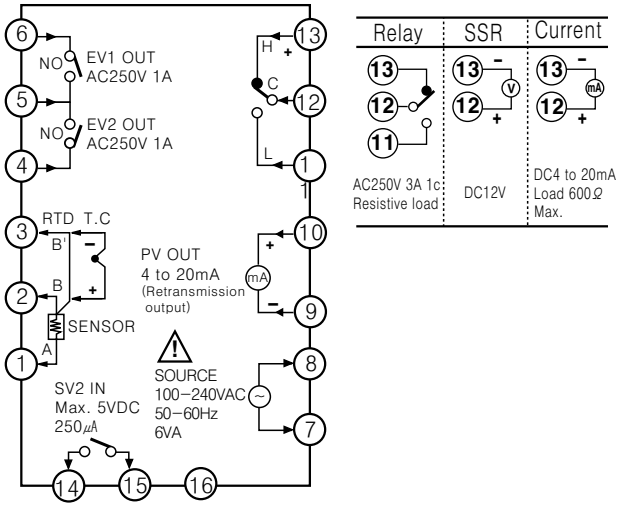 6
NO
EV1 OUT
AC250V 1A
5
NO
EV2 OUT
AC250V 1A
4
3
RTD T.C
B'
−
2
B
+
SENSOR
A
1
SV2 IN
Max. 5VDC
250㎂
14
15
16
H
+
13
C
12
L
1
1
PV OUT
4 to 20mA
(Retransmission
output)
+
mA
−
10
9
!
SOURCE
100−240VAC
50−60Hz
6VA
~
8
7
Relay
SSR
Current
13
12
11
AC250V 3A 1c
Resistive load
13
−
V
12
+
DC12V
13
−
mA
12
+
DC4 to 20mA
Load 600Ω
Max.